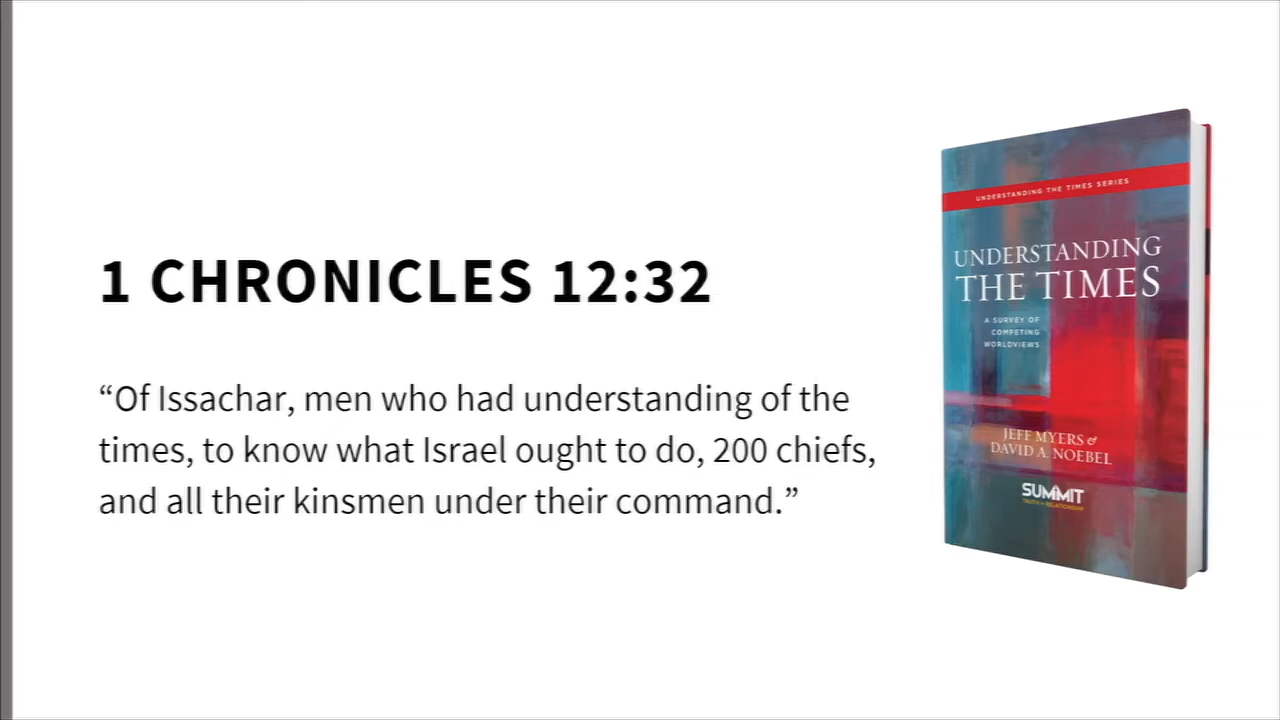 1 CHRONICLES 12:32
“Of Issachar, men who had understanding of the
times, to know what Israel ought to do, 200 chiefs,
and all their kinsmen under their command.”
UNDERSTANDING THE TIMES SERIES
UNDERSTANDING
THE TIMES
A SURVEY OF
COMPETING
WORLDVIEWS
JEFF MYERS &
DAVID A. NOEBEL
SUMMIT
TRUTH + RELATIONSHIP